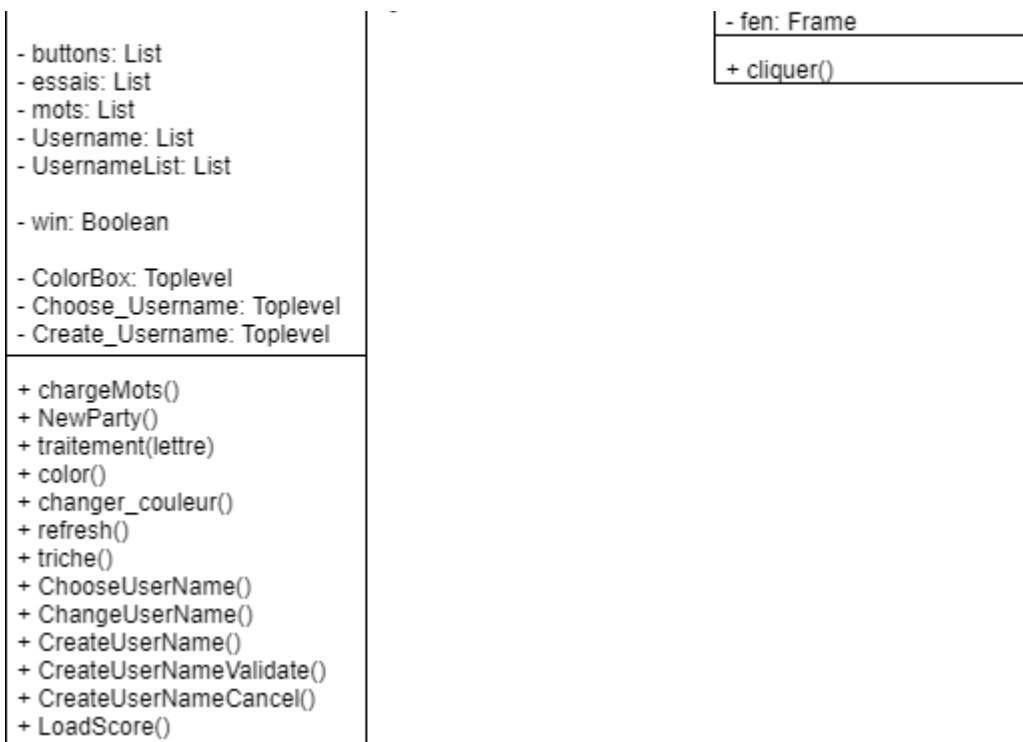 - buttons: List
- essais: List
- mots: List
- Username: List
- UsernameList: List
- win: Boolean
- ColorBox: Toplevel
- Choose_Username: Toplevel
- Create_Username: Toplevel
+ chargeMots()
+ NewParty()
+ traitement(lettre)
+ color()
+ changer_couleur()
+ refresh()
+ triche()
+ ChooseUserName()
+ ChangeUserName()
+ CreateUserName()
+ CreateUserNameValidate()
+ CreateUserNameCancel()
+ LoadScore()
- fen: Frame
+ cliquer()